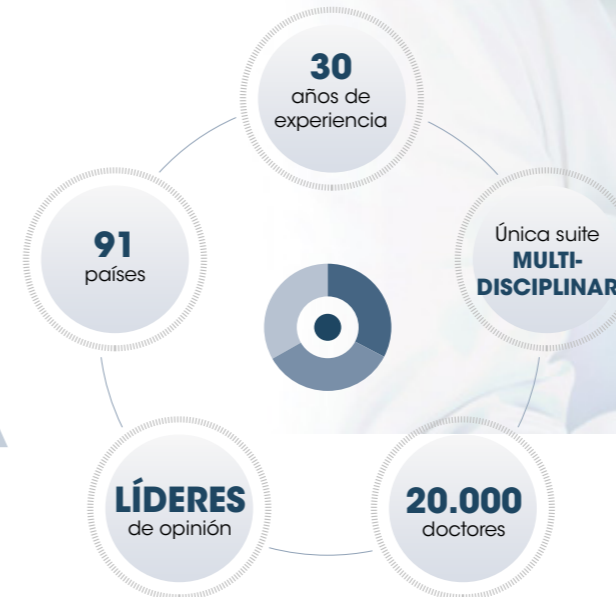 30
años de
experiencia
Única suite
MULTI-
DISCIPLINAR
91
países
LÍDERES
de opinión
20.000
doctores